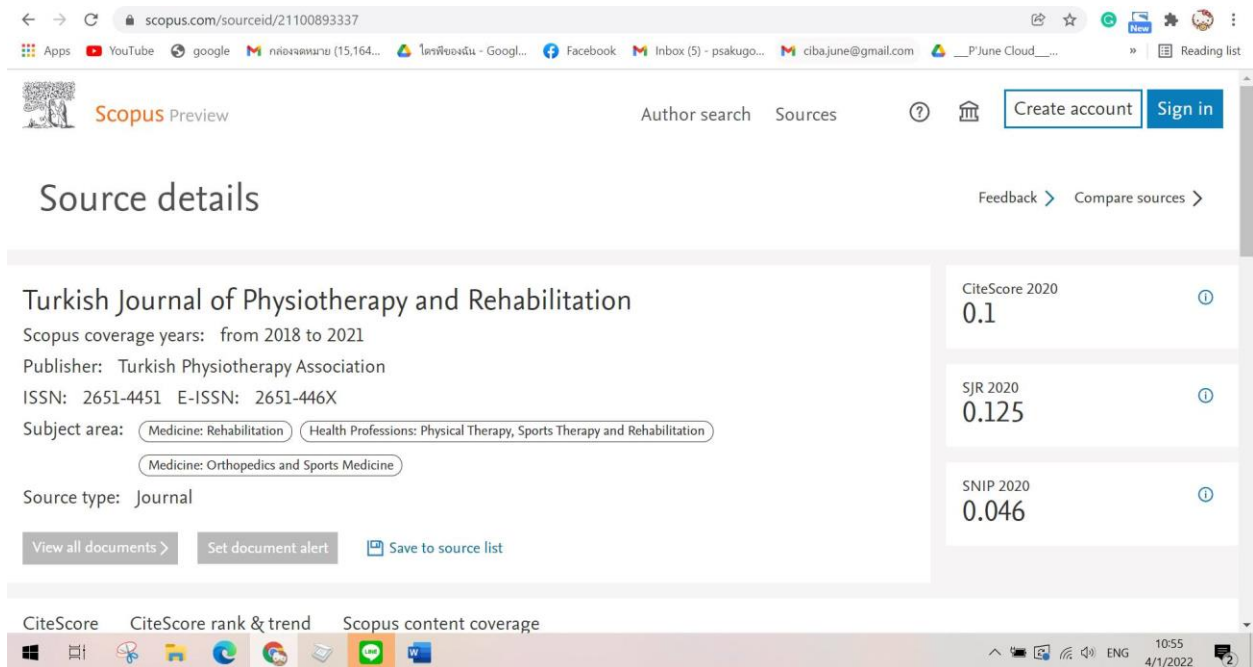 scopus.com/sourceid/21100893337
New
Apps YouTube google กล่องจดหมาย (15,164... ไดรฟ์ของฉัน - Googl... Facebook Inbox (5) - psakugo... ciba.june@gmail.com __P'June Cloud__... » Reading list
Scopus Preview Author search Sources Create account Sign in
Source details Feedback Compare sources
Turkish Journal of Physiotherapy and Rehabilitation
Scopus coverage years: from 2018 to 2021
Publisher: Turkish Physiotherapy Association
ISSN: 2651-4451 E-ISSN: 2651-446X
Subject area: Medicine: Rehabilitation Health Professions: Physical Therapy, Sports Therapy and Rehabilitation
Medicine: Orthopedics and Sports Medicine
Source type: Journal
View all documents > Set document alert Save to source list
CiteScore 2020
0.1
SJR 2020
0.125
SNIP 2020
0.046
CiteScore CiteScore rank & trend Scopus content coverage
ENG 10:55
4/1/2022 2